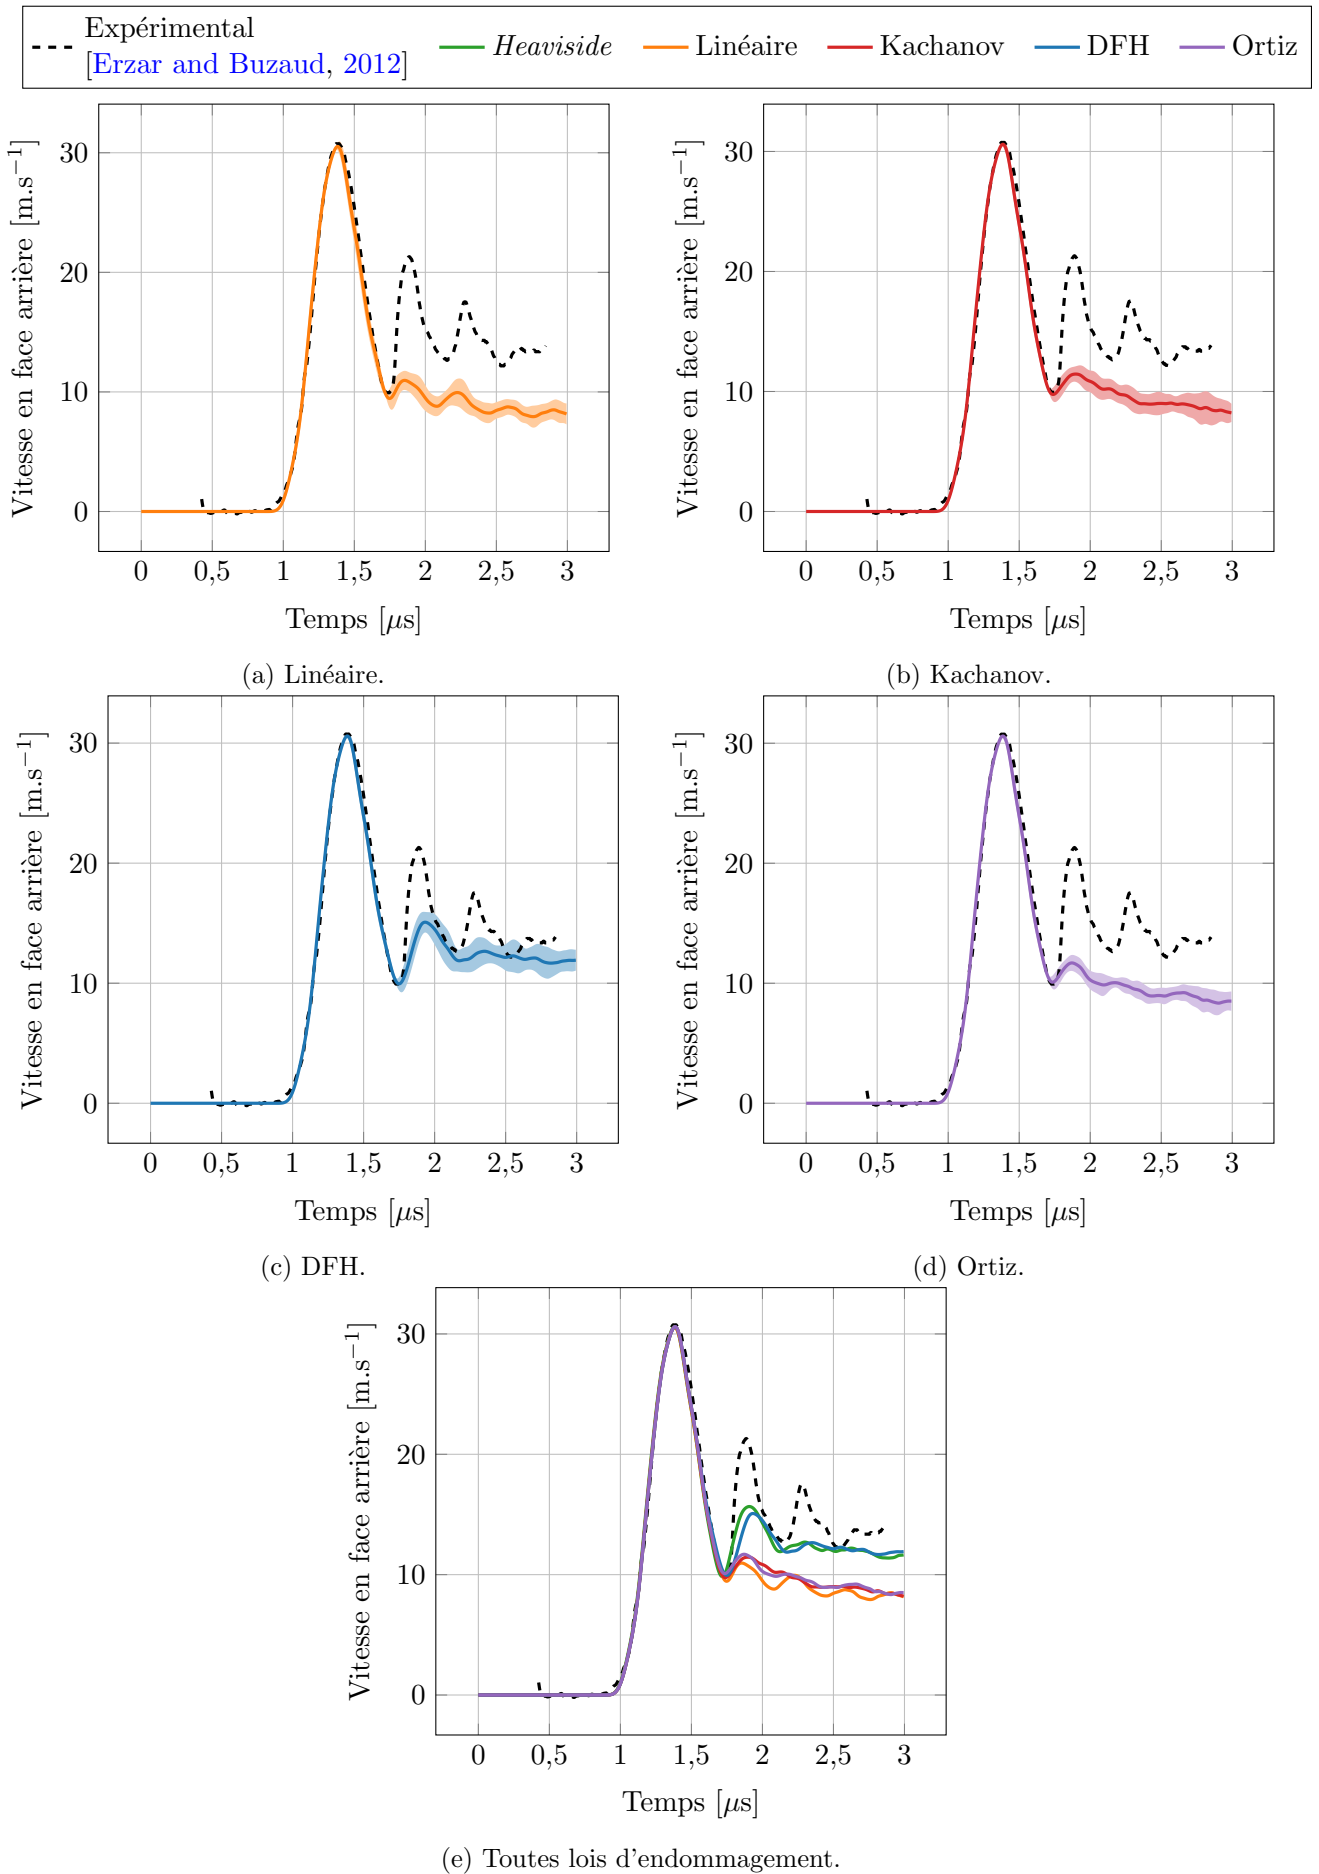 Expérimental
[Erzar and Buzaud, 2012]
Heaviside
Linéaire
Kachanov
DFH
Ortiz
Vitesse en face arrière [m.s⁻¹]
30
20
10
0
0 0,5 1 1,5 2 2,5 3
Temps [μs]
(a) Linéaire.
Vitesse en face arrière [m.s⁻¹]
30
20
10
0
0 0,5 1 1,5 2 2,5 3
Temps [μs]
(b) Kachanov.
Vitesse en face arrière [m.s⁻¹]
30
20
10
0
0 0,5 1 1,5 2 2,5 3
Temps [μs]
(c) DFH.
Vitesse en face arrière [m.s⁻¹]
30
20
10
0
0 0,5 1 1,5 2 2,5 3
Temps [μs]
(d) Ortiz.
Vitesse en face arrière [m.s⁻¹]
30
20
10
0
0 0,5 1 1,5 2 2,5 3
Temps [μs]
(e) Toutes lois d'endommagement.